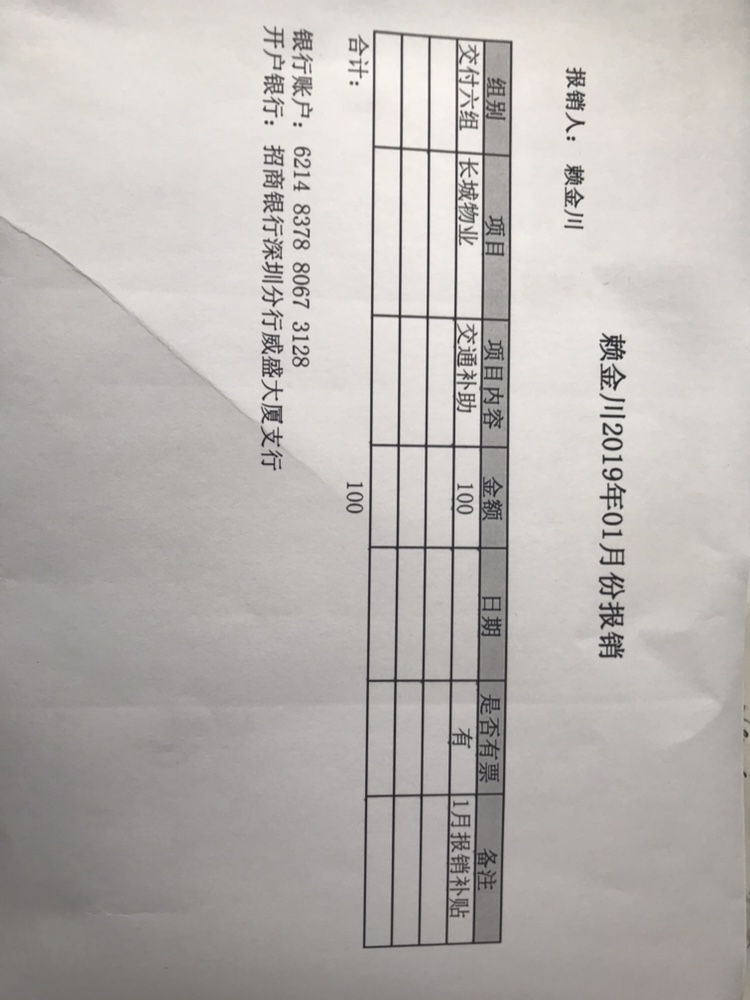 赖金川2019年01月份报销
报销人： 赖金川
组别 项目 项目内容 金额 日期 是否有票 备注
交付六组 长城物业 交通补助 100 有 1月报销补贴
合计： 100
银行账户： 6214 8378 8067 3128
开户银行： 招商银行深圳分行威盛大厦支行